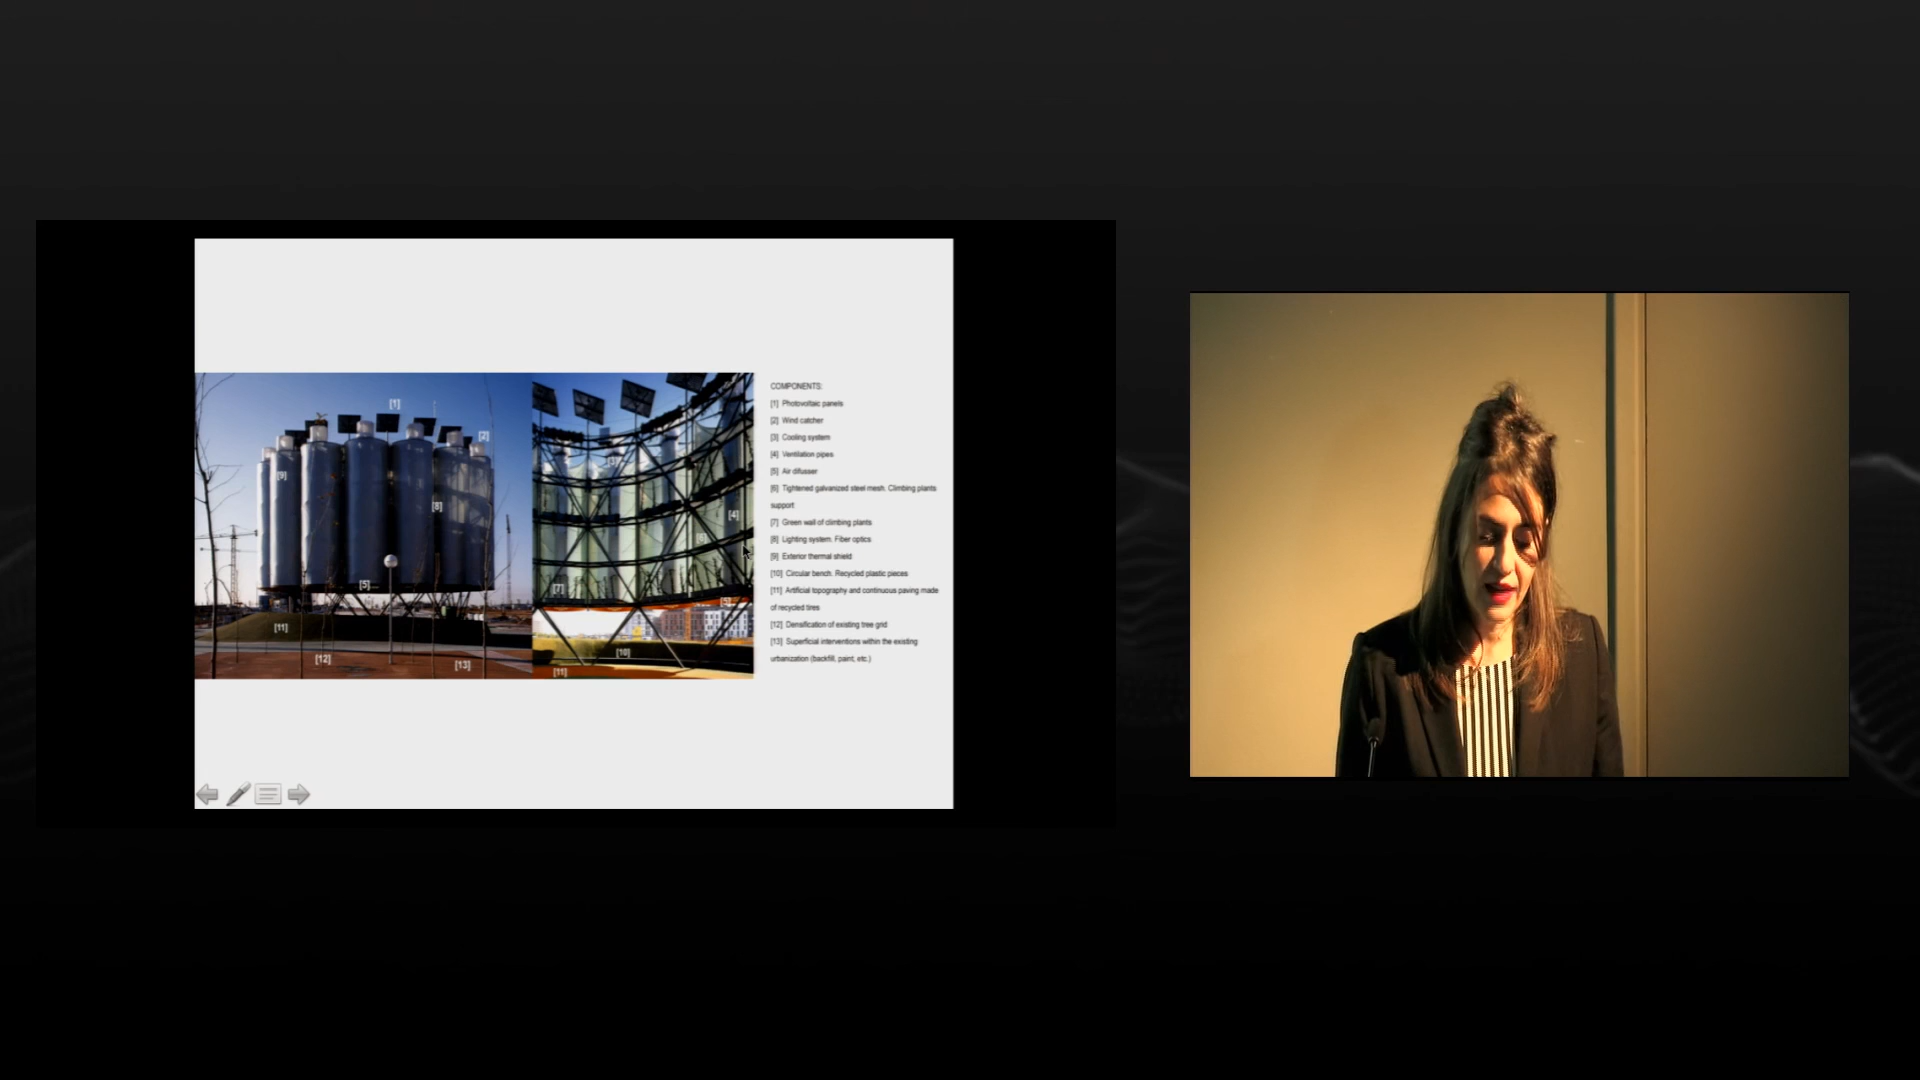 COMPONENTS:
[1] Photovoltaic panels
[2] Wind catcher
[3] Cooling system
[4] Ventilation pipes
[5] Air difusser
[6] Tightened galvanized steel mesh. Climbing plants
support
[7] Green wall of climbing plants
[8] Lighting system. Fiber optics
[9] Exterior thermal shield
[10] Circular bench. Recycled plastic pieces
[11] Artificial topography and continuous paving made
of recycled tires
[12] Densification of existing tree grid
[13] Superficial interventions within the existing
urbanization (backfill, paint, etc.)
[1]
[2]
[9]
[8]
[5]
[11]
[12]
[13]
[4]
[7]
[5]
[10]
[11]